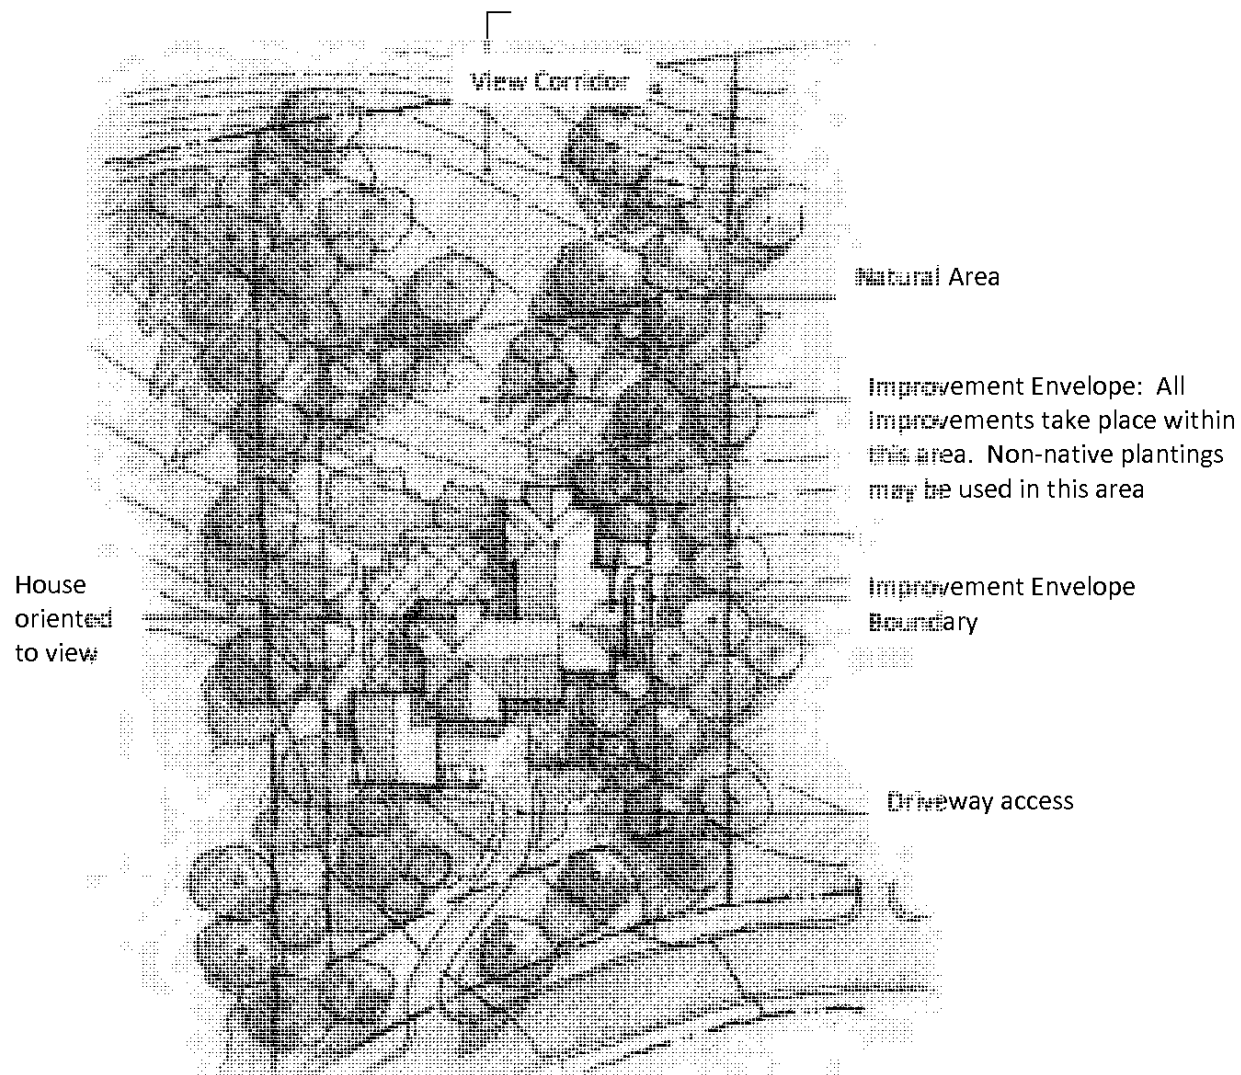 View Corridor
Natural Area
Improvement Envelope:  All
improvements take place within
this area.  Non-native plantings
may be used in this area
House
oriented
to view
Improvement Envelope
Boundary
Driveway access